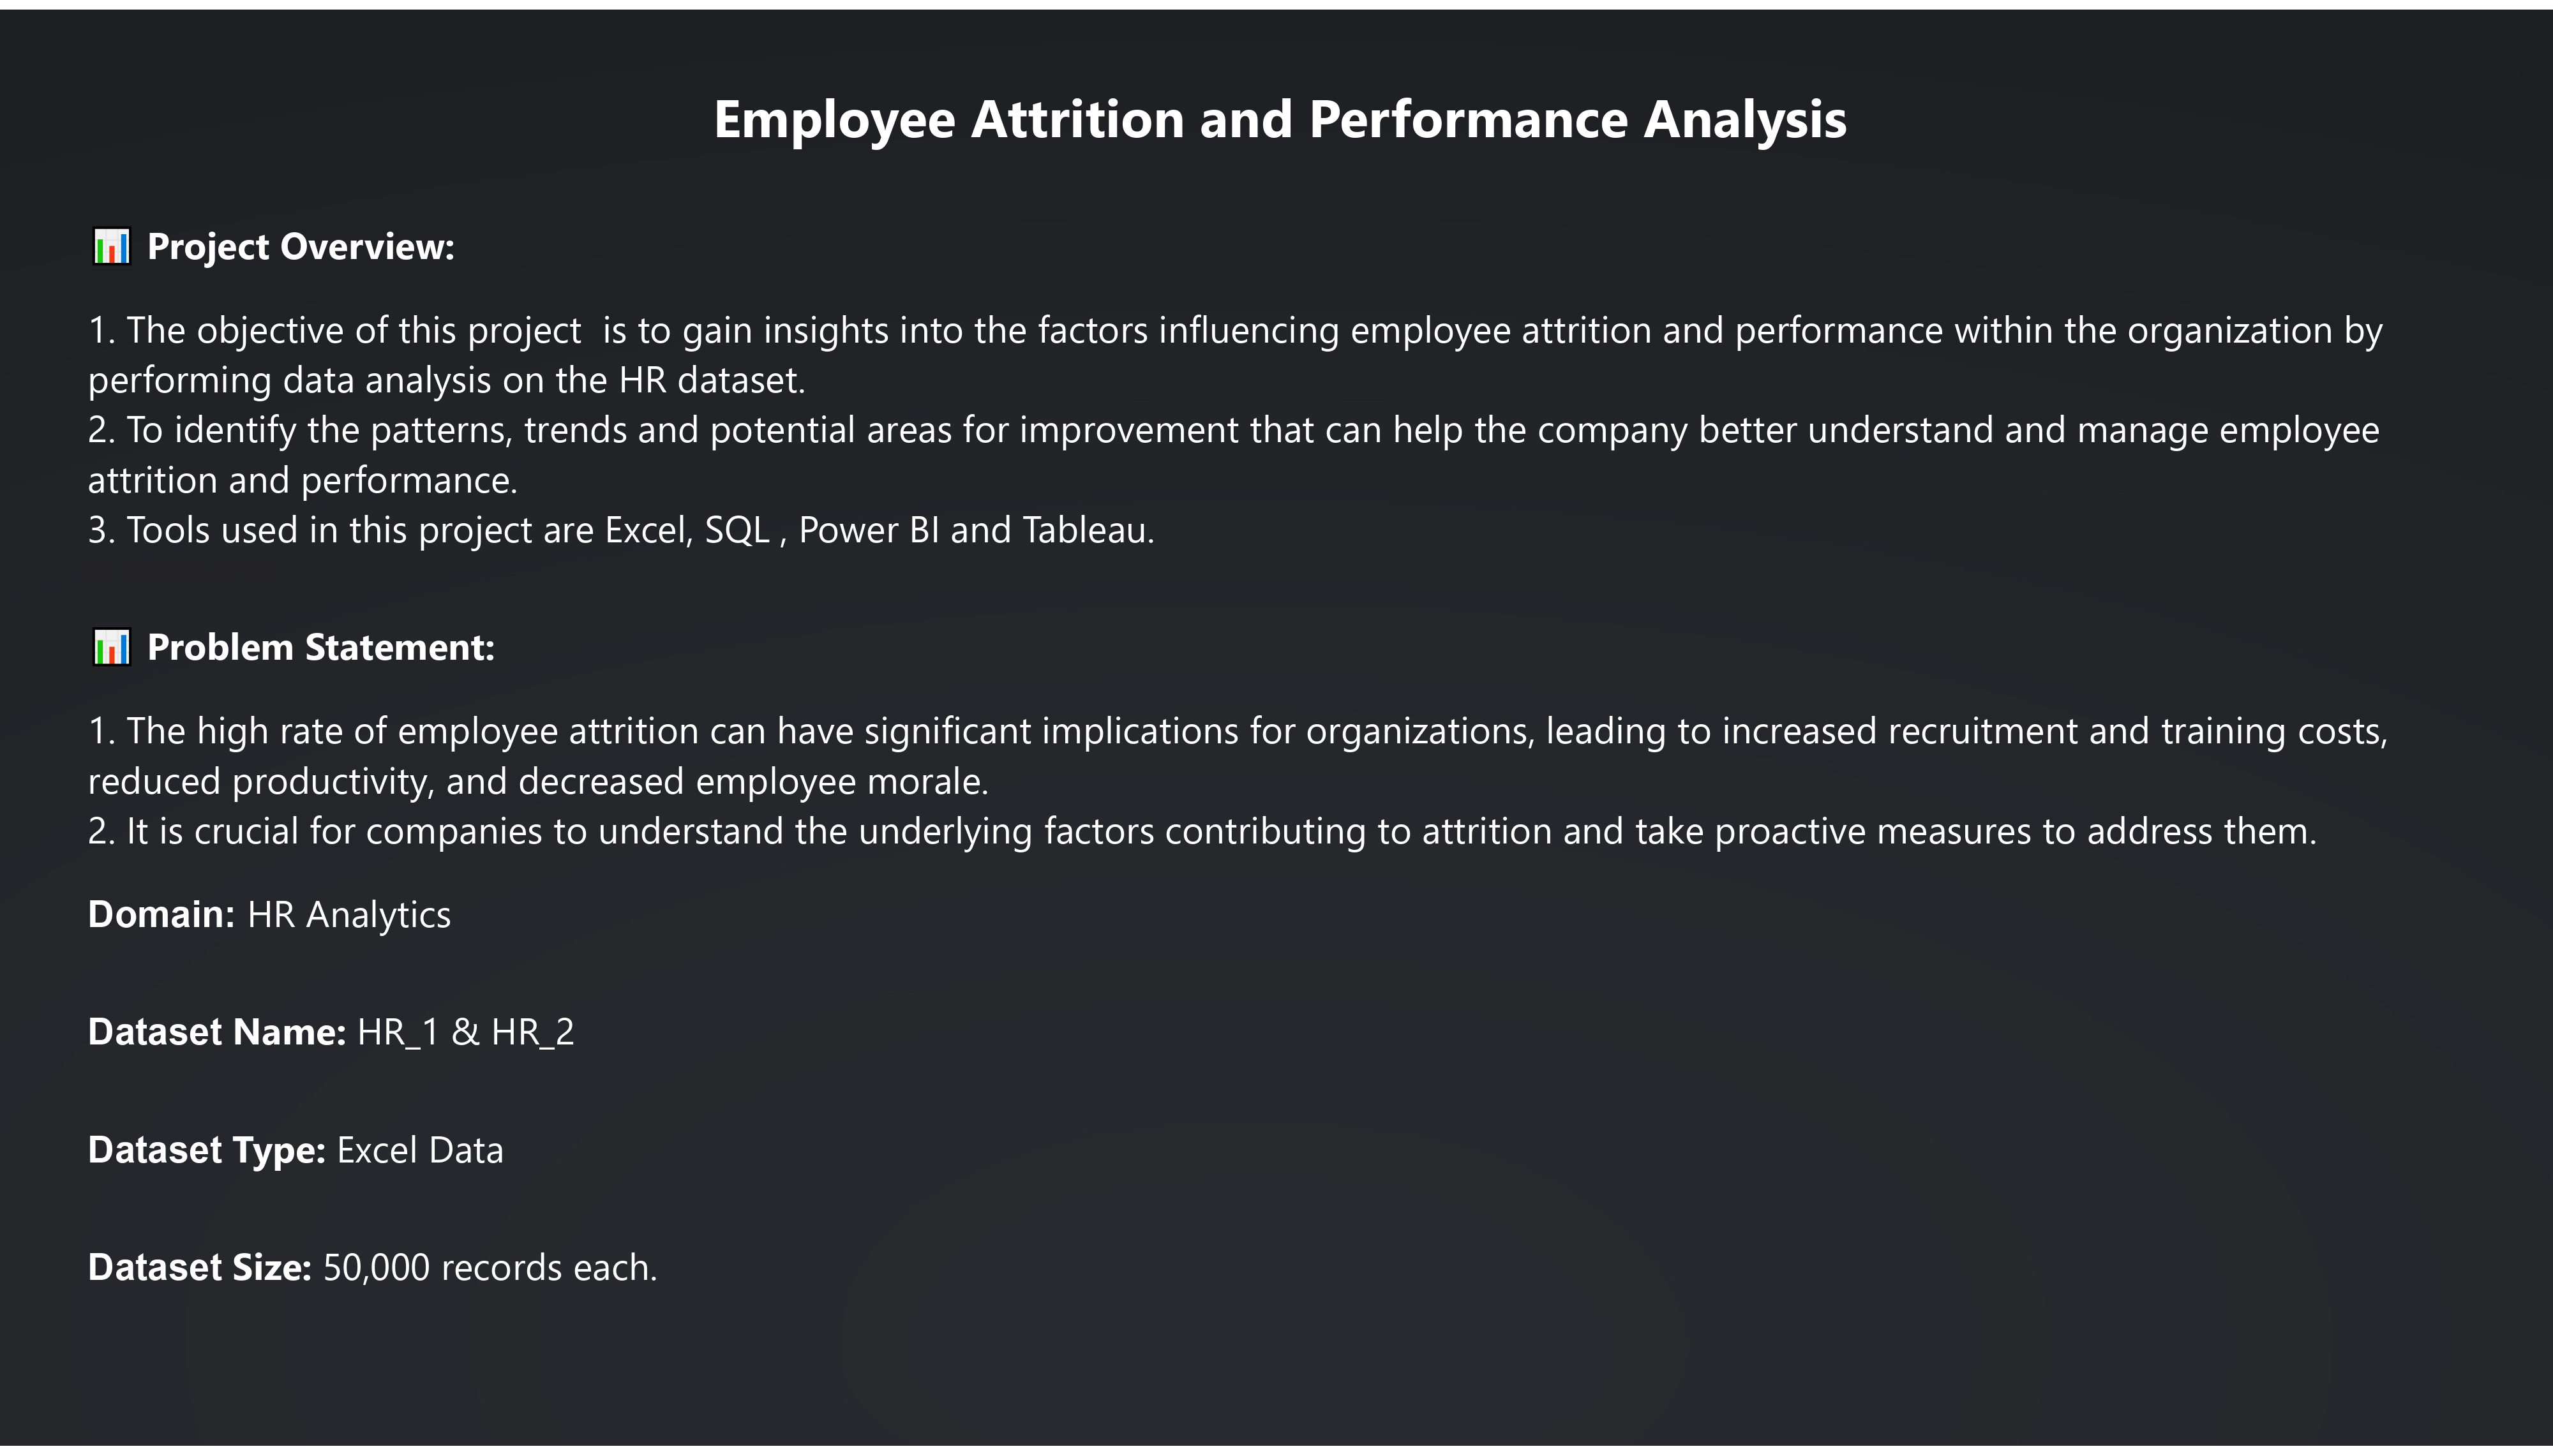 Employee Attrition and Performance Analysis
📊 Project Overview:
1. The objective of this project  is to gain insights into the factors influencing employee attrition and performance within the organization by
performing data analysis on the HR dataset.
2. To identify the patterns, trends and potential areas for improvement that can help the company better understand and manage employee
attrition and performance.
3. Tools used in this project are Excel, SQL , Power BI and Tableau.
📊 Problem Statement:
1. The high rate of employee attrition can have significant implications for organizations, leading to increased recruitment and training costs,
reduced productivity, and decreased employee morale.
2. It is crucial for companies to understand the underlying factors contributing to attrition and take proactive measures to address them.
Domain: HR Analytics
Dataset Name: HR_1 & HR_2
Dataset Type: Excel Data
Dataset Size: 50,000 records each.